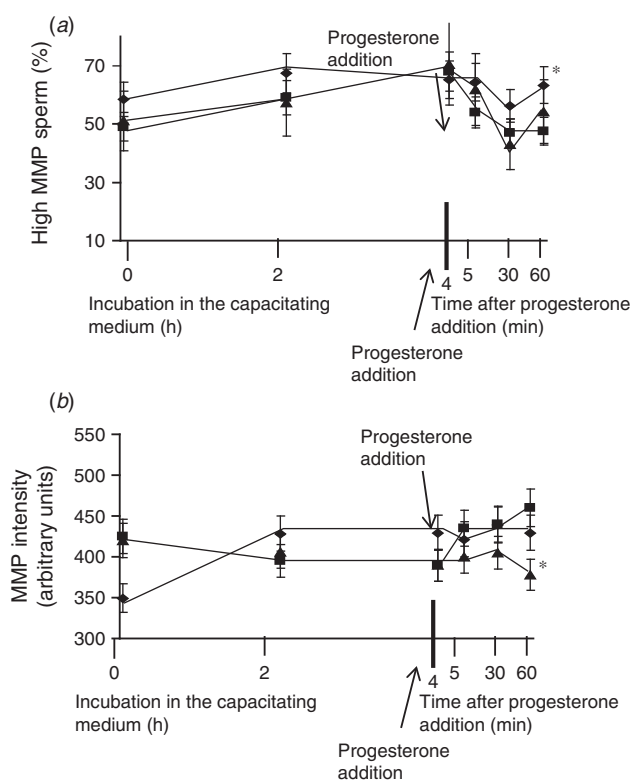 (a)
Progesterone
addition
High MMP sperm (%)
70
50
30
10
*
0
2
4
5
30
60
Incubation in the capacitating
medium (h)
Time after progesterone
addition (min)
Progesterone
addition
(b)
MMP intensity
(arbitrary units)
550
500
450
400
350
300
Progesterone
addition
*
0
2
4
5
30
60
Incubation in the capacitating
medium (h)
Time after progesterone
addition (min)
Progesterone
addition